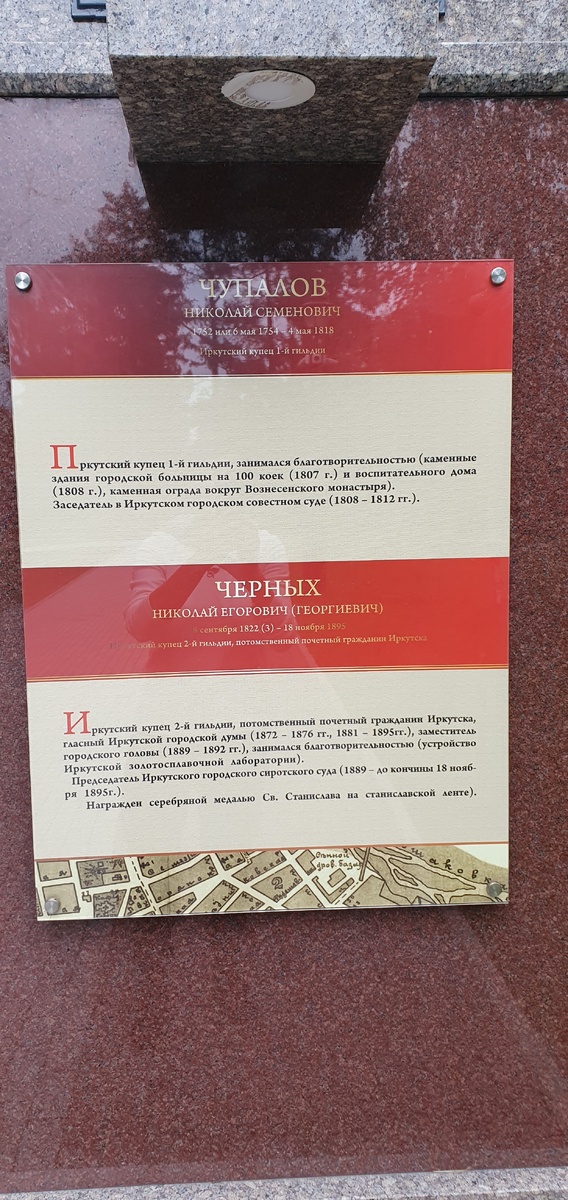 ЧУПАЛОВ
НИКОЛАЙ СЕМЕНОВИЧ
1752 или 6 мая 1754 – 4 мая 1818
Иркутский купец 1-й гильдии
Пркутский купец 1-й гильдии, занимался благотворительностью (каменные
здания городской больницы на 100 коек (1807 г.) и воспитательного дома
(1808 г.), каменная ограда вокруг Вознесенского монастыря).
Заседатель в Иркутском городском совестном суде (1808 – 1812 гг.).
ЧЕРНЫХ
НИКОЛАЙ ЕГОРОВИЧ (ГЕОРГИЕВИЧ)
сентября 1822 (3) – 18 ноября 1895
купец 2-й гильдии, потомственный почетный гражданин Иркутска
Иркутский купец 2-й гильдии, потомственный почетный гражданин Иркутска,
гласный Иркутской городской думы (1872 – 1876 гг., 1881 – 1895гг.), заместитель
городского головы (1889 – 1892 гг.), занимался благотворительностью (устройство
Иркутской золотосплавочной лаборатории).
Председатель Иркутского городского сиротского суда (1889 – до кончины 18 нояб-
ря 1895г.).
Награжден серебряной медалью Св. Станислава на станиславской ленте).
Сѣнной
дров. базар